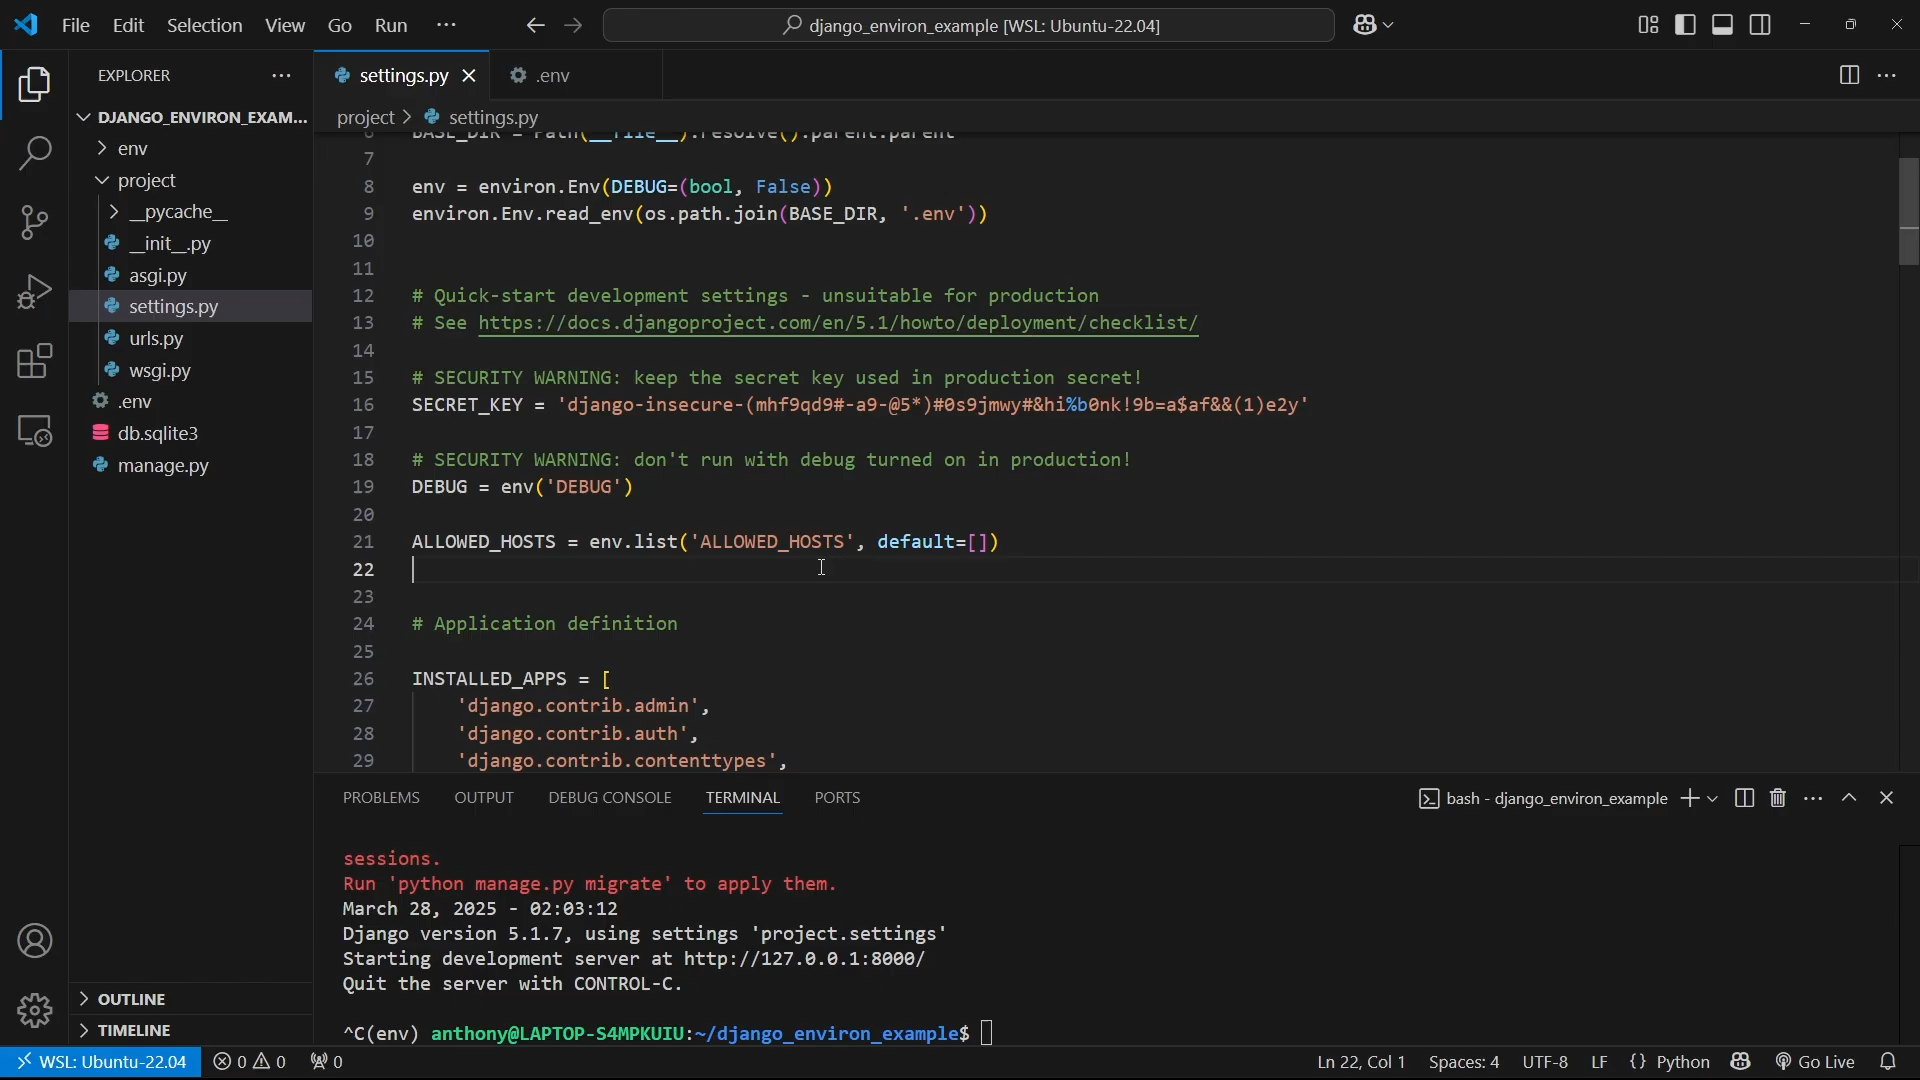 File Edit Selection View Go Run ···
django_environ_example [WSL: Ubuntu-22.04]
EXPLORER
DJANGO_ENVIRON_EXAM...
env
project
__pycache__
__init__.py
asgi.py
settings.py
urls.py
wsgi.py
.env
db.sqlite3
manage.py
OUTLINE
TIMELINE
settings.py .env
project > settings.py
6 BASE_DIR = Path(__file__).resolve().parent.parent
7
8 env = environ.Env(DEBUG=(bool, False))
9 environ.Env.read_env(os.path.join(BASE_DIR, '.env'))
10
11
12 # Quick-start development settings - unsuitable for production
13 # See https://docs.djangoproject.com/en/5.1/howto/deployment/checklist/
14
15 # SECURITY WARNING: keep the secret key used in production secret!
16 SECRET_KEY = 'django-insecure-(mhf9qd9#-a9-@5*)#0s9jmwy#&hi%b0nk!9b=a$af&&(1)e2y'
17
18 # SECURITY WARNING: don't run with debug turned on in production!
19 DEBUG = env('DEBUG')
20
21 ALLOWED_HOSTS = env.list('ALLOWED_HOSTS', default=[])
22
23
24 # Application definition
25
26 INSTALLED_APPS = [
27 'django.contrib.admin',
28 'django.contrib.auth',
29 'django.contrib.contenttypes',
PROBLEMS OUTPUT DEBUG CONSOLE TERMINAL PORTS
bash - django_environ_example
sessions.
Run 'python manage.py migrate' to apply them.
March 28, 2025 - 02:03:12
Django version 5.1.7, using settings 'project.settings'
Starting development server at http://127.0.0.1:8000/
Quit the server with CONTROL-C.
^C(env) anthony@LAPTOP-S4MPKUIU:~/django_environ_example$
WSL: Ubuntu-22.04 0 0 0 Ln 22, Col 1 Spaces: 4 UTF-8 LF {} Python Go Live